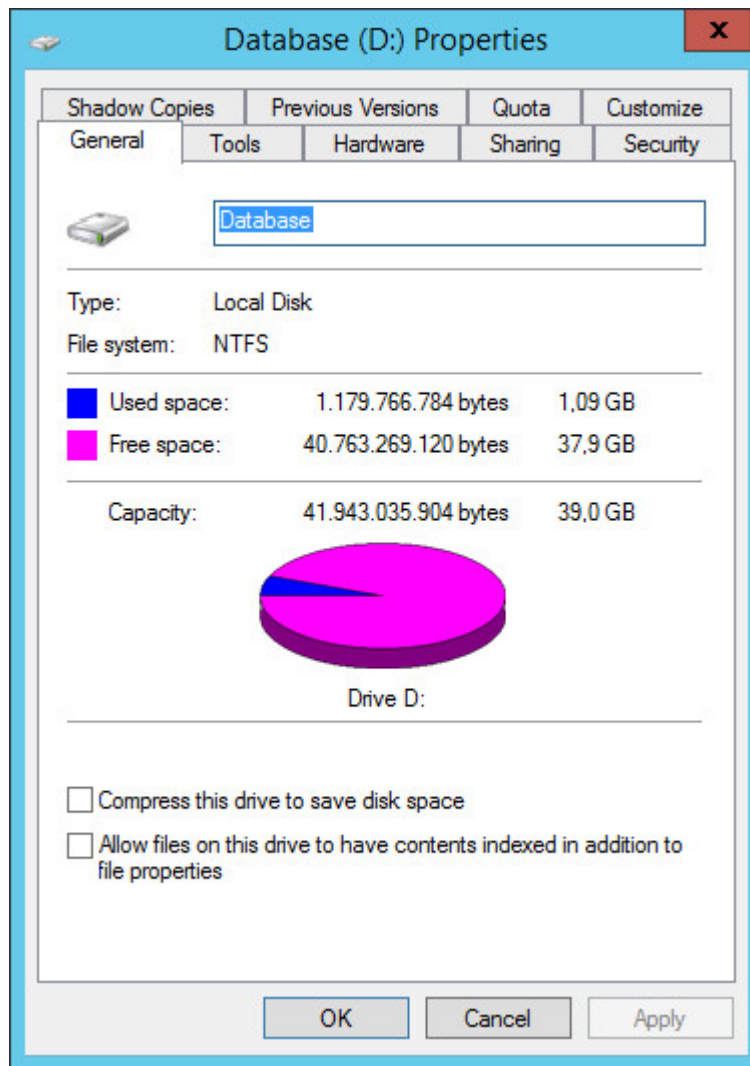 Database (D:) Properties
x
Shadow Copies Previous Versions Quota Customize
General Tools Hardware Sharing Security
Database
Type: Local Disk
File system: NTFS
Used space: 1.179.766.784 bytes 1,09 GB
Free space: 40.763.269.120 bytes 37,9 GB
Capacity: 41.943.035.904 bytes 39,0 GB
Drive D:
Compress this drive to save disk space
Allow files on this drive to have contents indexed in addition to
file properties
OK Cancel Apply